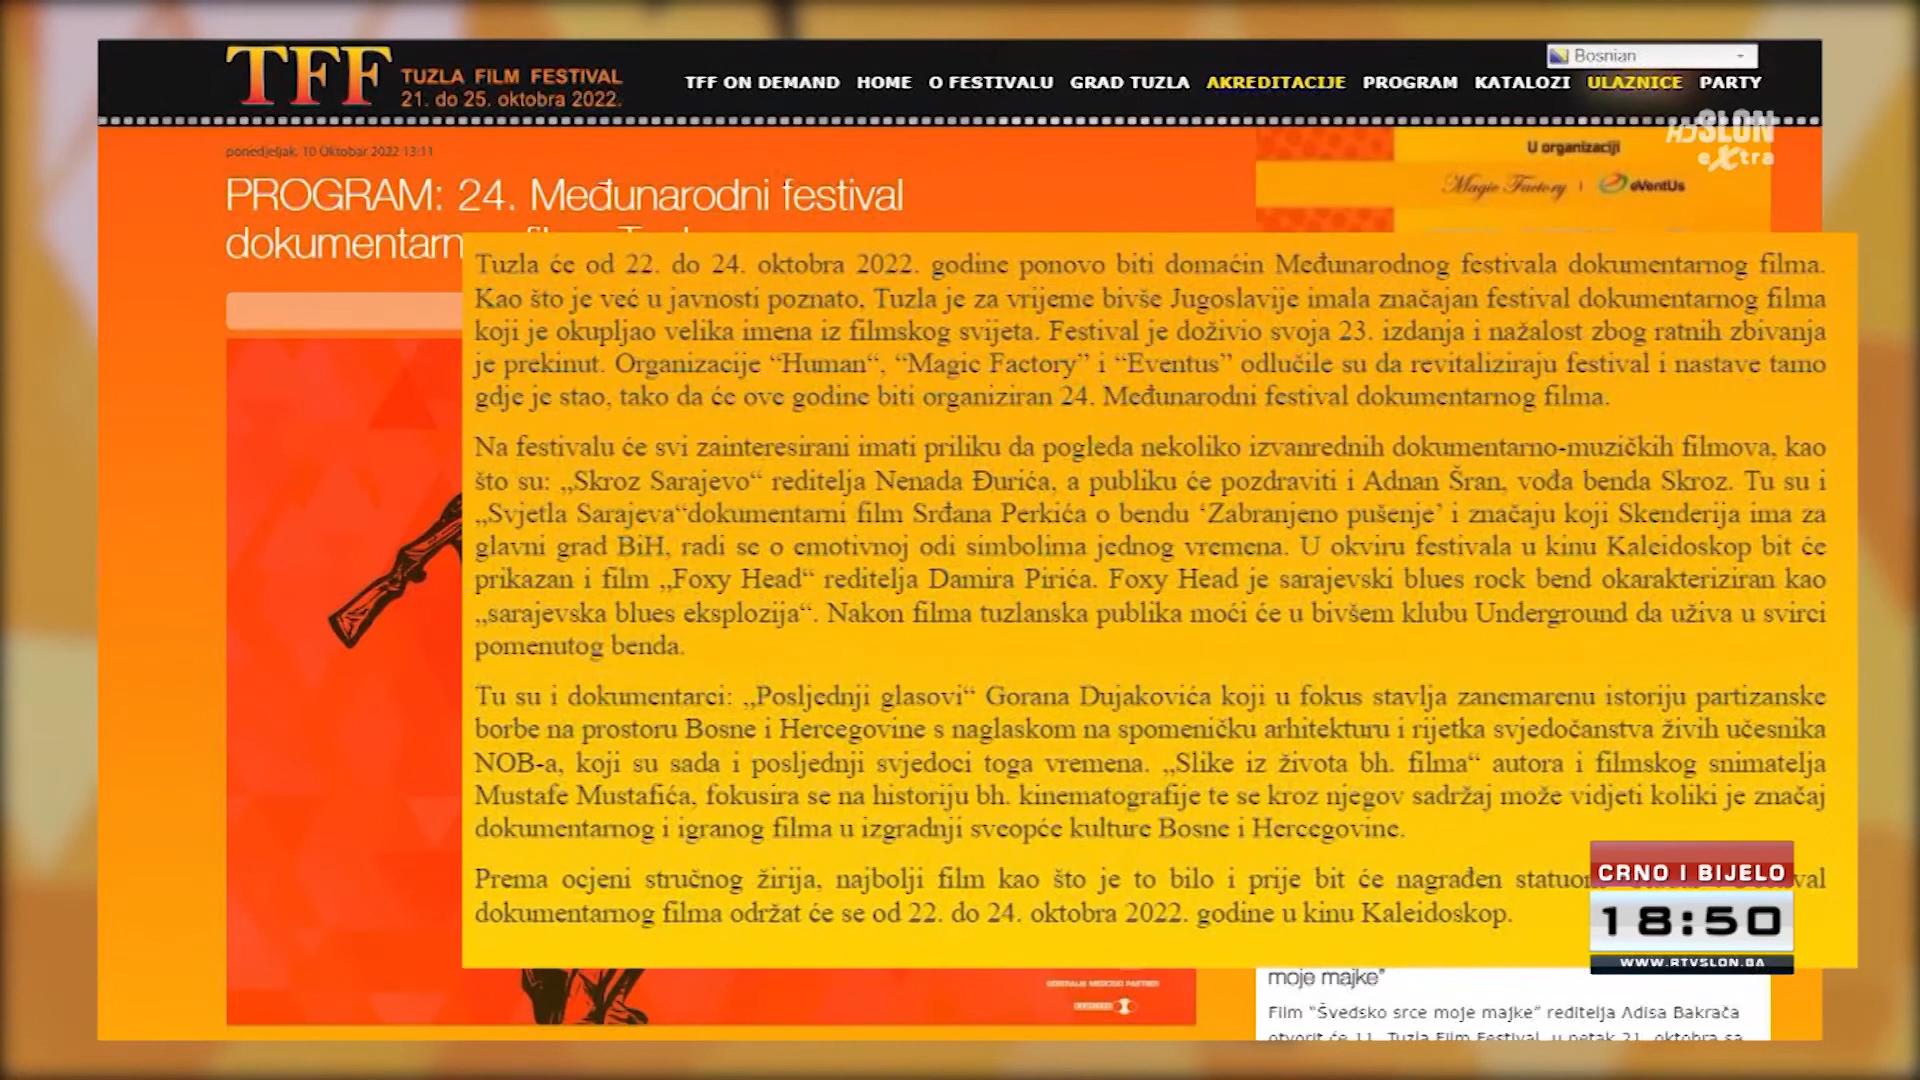 TFF TUZLA FILM FESTIVAL
21. do 25. oktobra 2022.
Bosnian
TFF ON DEMAND HOME O FESTIVALU GRAD TUZLA AKREDITACIJE PROGRAM KATALOZI ULAZNICE PARTY
HD SLON
extra
ponedjeljak, 10 Oktobar 2022 13:11
PROGRAM: 24. Međunarodni festival
dokumentarn
U organizaciji
Magic Factory | eVentUs
Tuzla će od 22. do 24. oktobra 2022. godine ponovo biti domaćin Međunarodnog festivala dokumentarnog filma.
Kao što je već u javnosti poznato, Tuzla je za vrijeme bivše Jugoslavije imala značajan festival dokumentarnog filma
koji je okupljao velika imena iz filmskog svijeta. Festival je doživio svoja 23. izdanja i nažalost zbog ratnih zbivanja
je prekinut. Organizacije “Human“, “Magic Factory” i “Eventus” odlučile su da revitaliziraju festival i nastave tamo
gdje je stao, tako da će ove godine biti organiziran 24. Međunarodni festival dokumentarnog filma.
Na festivalu će svi zainteresirani imati priliku da pogleda nekoliko izvanrednih dokumentarno-muzičkih filmova, kao
što su: „Skroz Sarajevo“ reditelja Nenada Đurića, a publiku će pozdraviti i Adnan Šran, vođa benda Skroz. Tu su i
„Svjetla Sarajeva“dokumentarni film Srđana Perkića o bendu ‘Zabranjeno pušenje’ i značaju koji Skenderija ima za
glavni grad BiH, radi se o emotivnoj odi simbolima jednog vremena. U okviru festivala u kinu Kaleidoskop bit će
prikazan i film „Foxy Head“ reditelja Damira Pirića. Foxy Head je sarajevski blues rock bend okarakteriziran kao
„sarajevska blues eksplozija“. Nakon filma tuzlanska publika moći će u bivšem klubu Underground da uživa u svirci
pomenutog benda.
Tu su i dokumentarci: „Posljednji glasovi“ Gorana Dujakovića koji u fokus stavlja zanemarenu istoriju partizanske
borbe na prostoru Bosne i Hercegovine s naglaskom na spomeničku arhitekturu i rijetka svjedočanstva živih učesnika
NOB-a, koji su sada i posljednji svjedoci toga vremena. „Slike iz života bh. filma“ autora i filmskog snimatelja
Mustafe Mustafića, fokusira se na historiju bh. kinematografije te se kroz njegov sadržaj može vidjeti koliki je značaj
dokumentarnog i igranog filma u izgradnji sveopće kulture Bosne i Hercegovine.
Prema ocjeni stručnog žirija, najbolji film kao što je to bilo i prije bit će nagrađen statuom val
dokumentarnog filma održat će se od 22. do 24. oktobra 2022. godine u kinu Kaleidoskop.
CRNO I BIJELO
18:50
WWW.RTVSLON.BA
GENERALNI MEDIJSKI PARTNER
moje majke”
Film “Švedsko srce moje majke” reditelja Adisa Bakrača
otvorit će 11. Tuzla Film Festival, u petak 21. oktobra sa